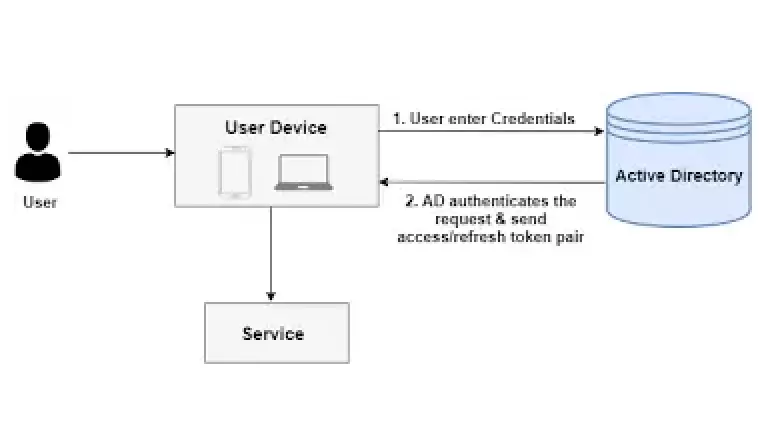 User Device
1. User enter Credentials
Active Directory
User
2. AD authenticates the
request & send
access/refresh token pair
Service